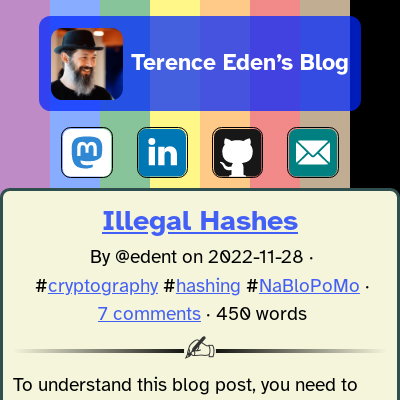 Terence Eden’s Blog
m
in
Illegal Hashes
By @edent on 2022-11-28 ·
#cryptography #hashing #NaBloPoMo ·
7 comments · 450 words
To understand this blog post, you need to